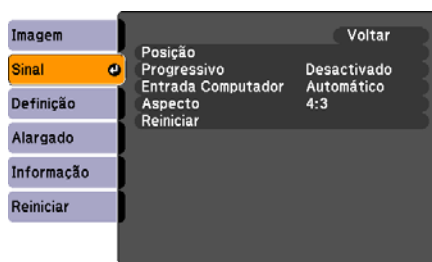 Imagem
Sinal
Definição
Alargado
Informação
Reiniciar
Voltar
Posição
Progressivo Desactivado
Entrada Computador Automático
Aspecto 4:3
Reiniciar